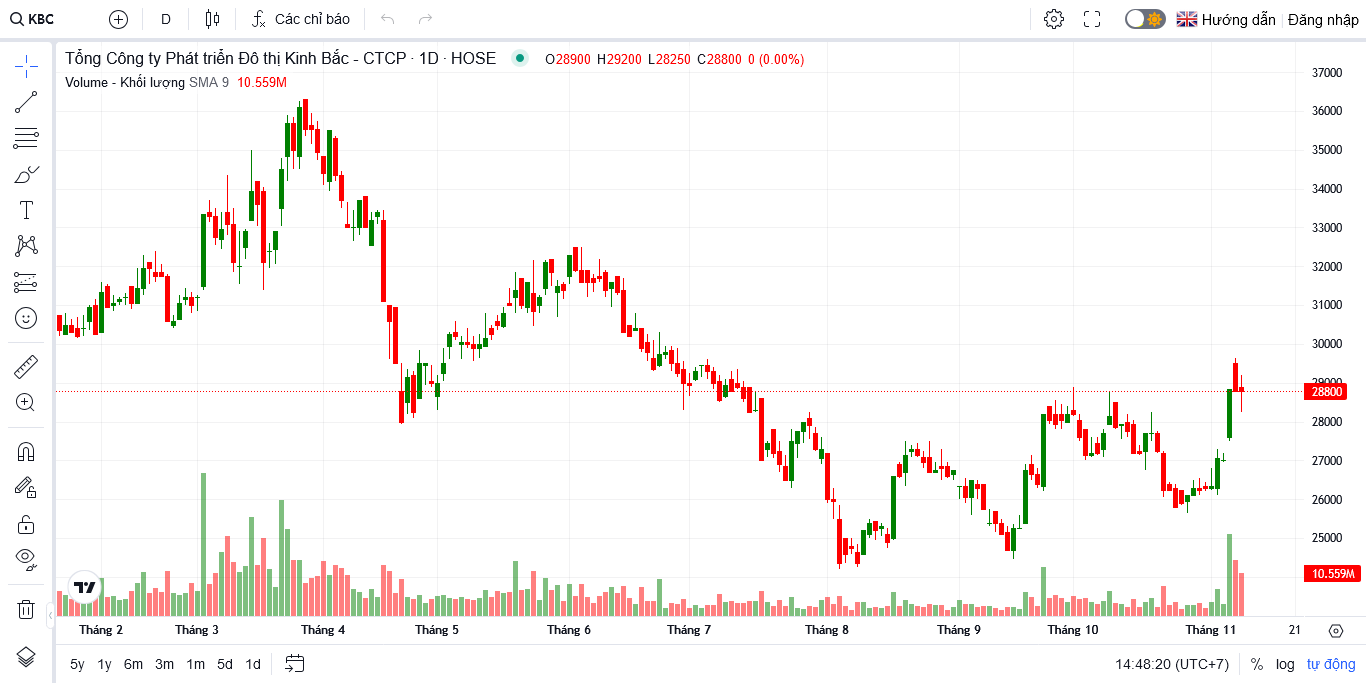 KBC D Các chỉ báo Hướng dẫn Đăng nhập
Tổng Công ty Phát triển Đô thị Kinh Bắc - CTCP · 1D · HOSE O28900 H29200 L28250 C28800 0 (0.00%)
Volume - Khối lượng SMA 9 10.559M
37000
36000
35000
34000
33000
32000
31000
30000
29000
28800
28000
27000
26000
25000
10.559M
Tháng 2 Tháng 3 Tháng 4 Tháng 5 Tháng 6 Tháng 7 Tháng 8 Tháng 9 Tháng 10 Tháng 11 21
5y 1y 6m 3m 1m 5d 1d 14:48:20 (UTC+7) % log tự động